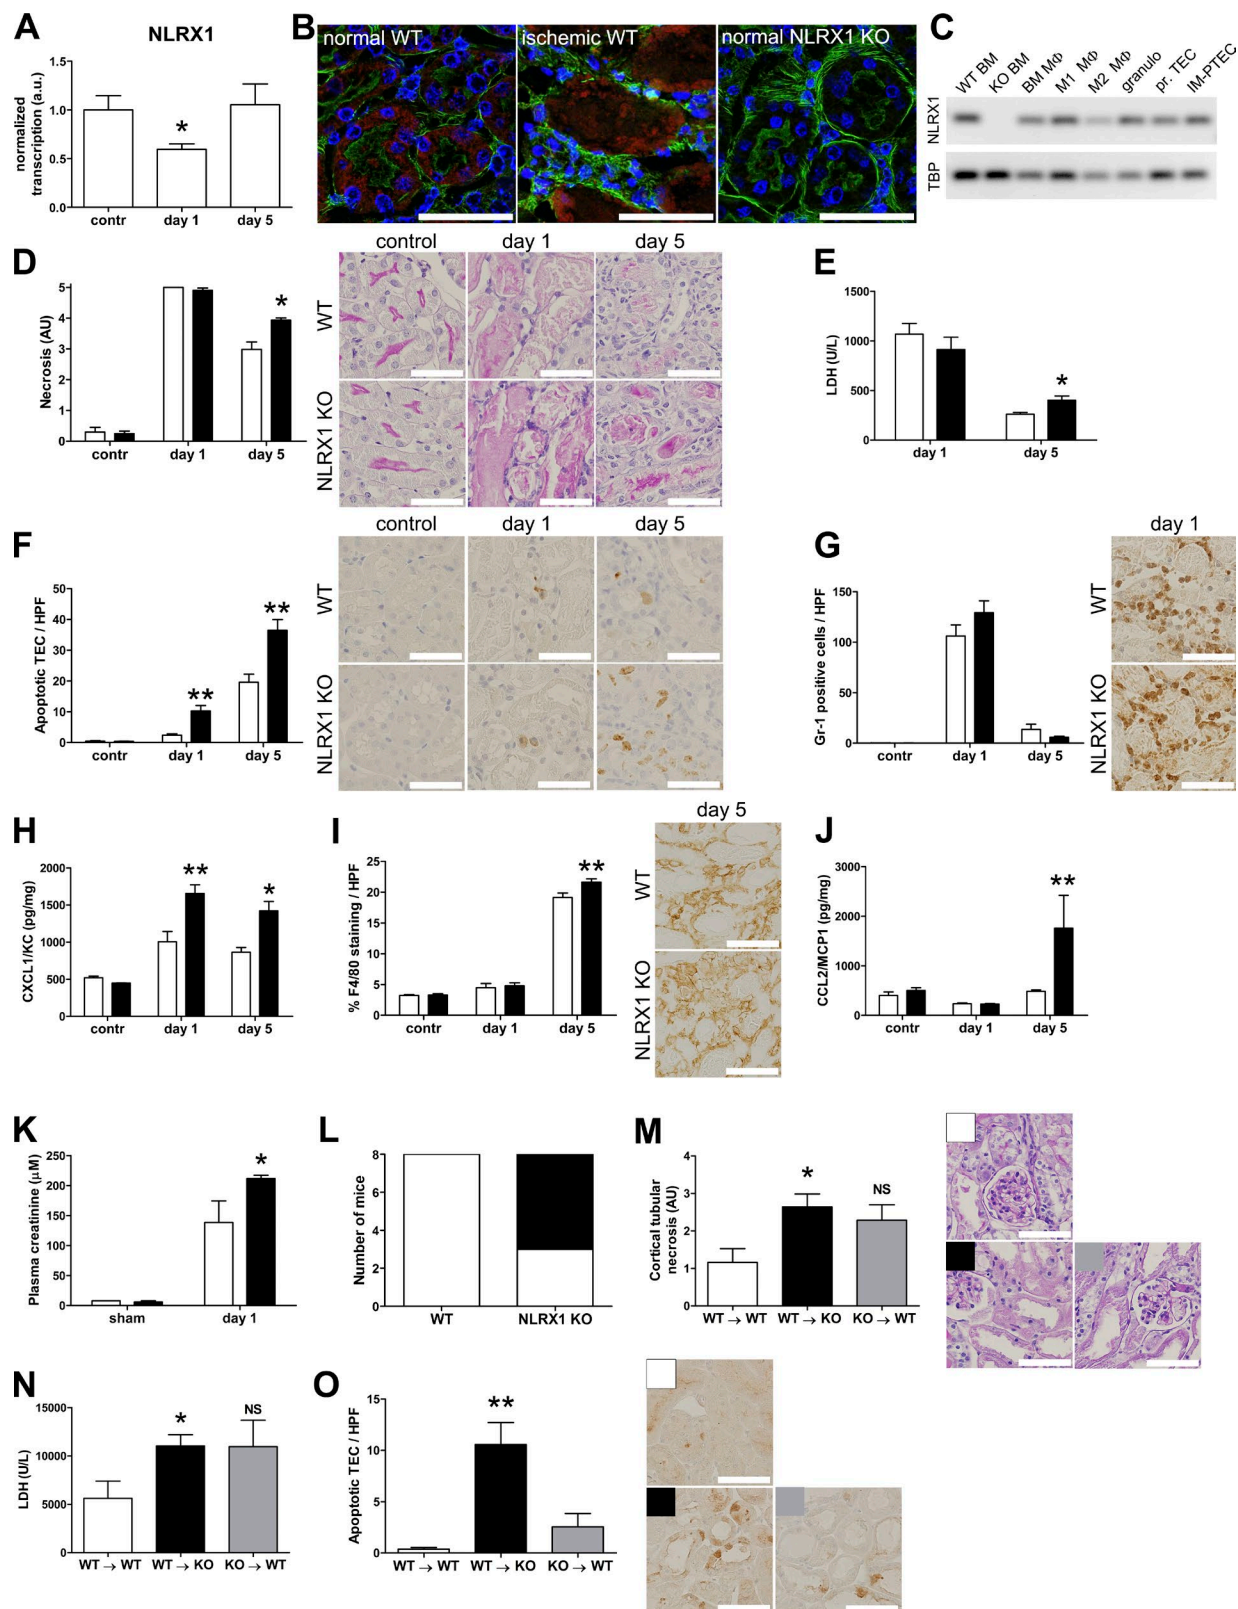 A
NLRX1
normalized
transcription (a.u.)
1.5
1.0
0.5
0.0
*
contr
day 1
day 5
B
normal WT
ischemic WT
normal NLRX1 KO
C
WT BM
KO BM
BM MΦ
M1 MΦ
M2 MΦ
granulo
pr. TEC
IM-PTEC
NLRX1
TBP
D
Necrosis (AU)
5
4
3
2
1
0
*
contr
day 1
day 5
control
day 1
day 5
WT
NLRX1 KO
E
LDH (U/L)
1500
1000
500
0
*
day 1
day 5
F
Apoptotic TEC / HPF
50
40
30
20
10
0
**
**
contr
day 1
day 5
control
day 1
day 5
WT
NLRX1 KO
G
Gr-1 positive cells / HPF
150
100
50
0
contr
day 1
day 5
day 1
WT
NLRX1 KO
H
CXCL1/KC (pg/mg)
2000
1500
1000
500
0
**
*
contr
day 1
day 5
I
% F4/80 staining / HPF
25
20
15
10
5
0
**
contr
day 1
day 5
day 5
WT
NLRX1 KO
J
CCL2/MCP1 (pg/mg)
3000
2000
1000
0
**
contr
day 1
day 5
K
Plasma creatinine (μM)
250
200
150
100
50
0
*
sham
day 1
L
Number of mice
8
6
4
2
0
WT
NLRX1 KO
M
Cortical tubular
necrosis (AU)
4
3
2
1
0
*
NS
WT → WT
WT → KO
KO → WT
N
LDH (U/L)
15000
10000
5000
0
*
NS
WT → WT
WT → KO
KO → WT
O
Apoptotic TEC / HPF
15
10
5
0
**
WT → WT
WT → KO
KO → WT